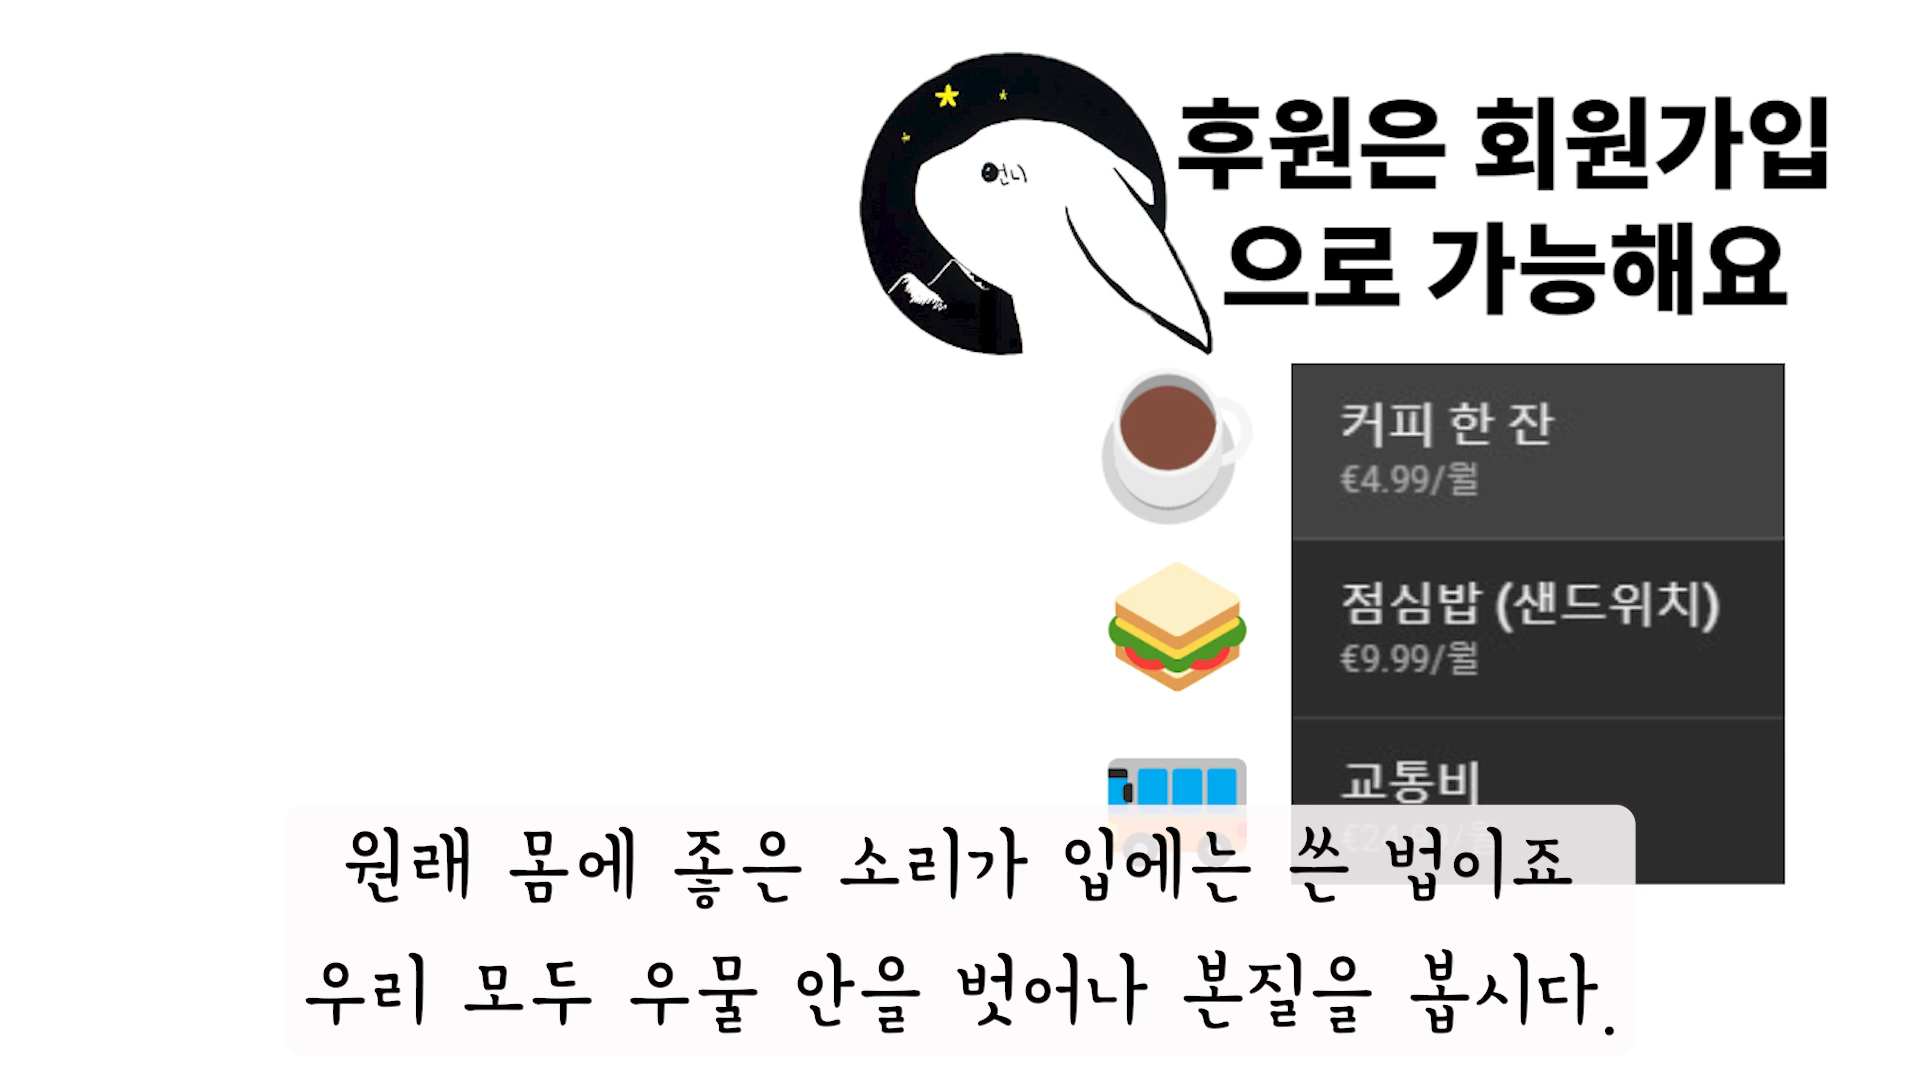 언니
후원은 회원가입
으로 가능해요
커피 한 잔
€4.99/월
점심밥 (샌드위치)
€9.99/월
교통비
원래 몸에 좋은 소리가 입에는 쓴 법이죠
우리 모두 우물 안을 벗어나 본질을 봅시다.